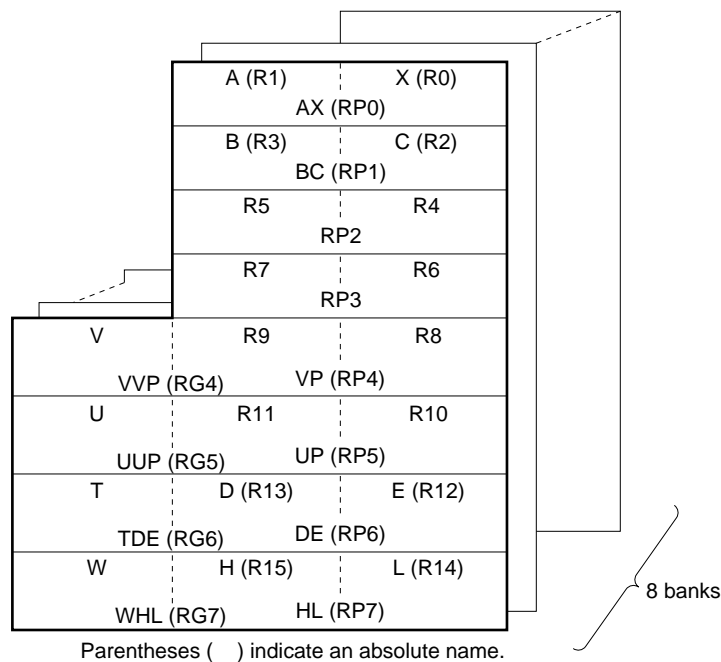 A (R1) X (R0)
AX (RP0)
B (R3) C (R2)
BC (RP1)
R5 R4
RP2
R7 R6
RP3
V R9 R8
VVP (RG4) VP (RP4)
U R11 R10
UUP (RG5) UP (RP5)
T D (R13) E (R12)
TDE (RG6) DE (RP6)
W H (R15) L (R14)
WHL (RG7) HL (RP7)
8 banks
Parentheses ( ) indicate an absolute name.